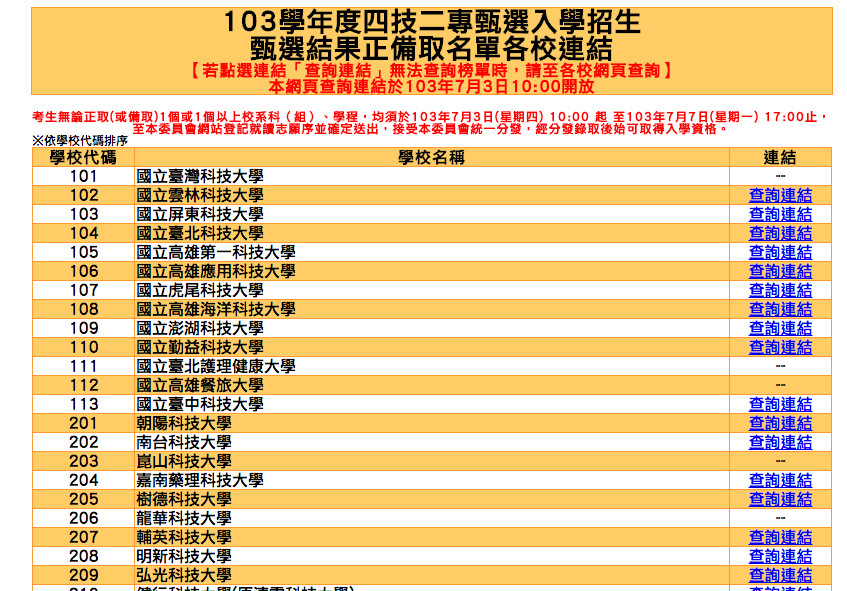 103學年度四技二專甄選入學招生
甄選結果正備取名單各校連結
【若點選連結「查詢連結」無法查詢榜單時，請至各校網頁查詢】
本網頁查詢連結於103年7月3日10:00開放
考生無論正取(或備取)1個或1個以上校系科（組）、學程，均須於103年7月3日(星期四) 10:00 起 至103年7月7日(星期一) 17:00止，
至本委員會網站登記就讀志願序並確定送出，接受本委員會統一分發，經分發錄取後始可取得入學資格。
※依學校代碼排序
學校代碼 學校名稱 連結
101 國立臺灣科技大學 --
102 國立雲林科技大學 查詢連結
103 國立屏東科技大學 查詢連結
104 國立臺北科技大學 查詢連結
105 國立高雄第一科技大學 查詢連結
106 國立高雄應用科技大學 查詢連結
107 國立虎尾科技大學 查詢連結
108 國立高雄海洋科技大學 查詢連結
109 國立澎湖科技大學 查詢連結
110 國立勤益科技大學 查詢連結
111 國立臺北護理健康大學 --
112 國立高雄餐旅大學 --
113 國立臺中科技大學 查詢連結
201 朝陽科技大學 查詢連結
202 南台科技大學 查詢連結
203 崑山科技大學 --
204 嘉南藥理科技大學 查詢連結
205 樹德科技大學 查詢連結
206 龍華科技大學 --
207 輔英科技大學 查詢連結
208 明新科技大學 查詢連結
209 弘光科技大學 查詢連結